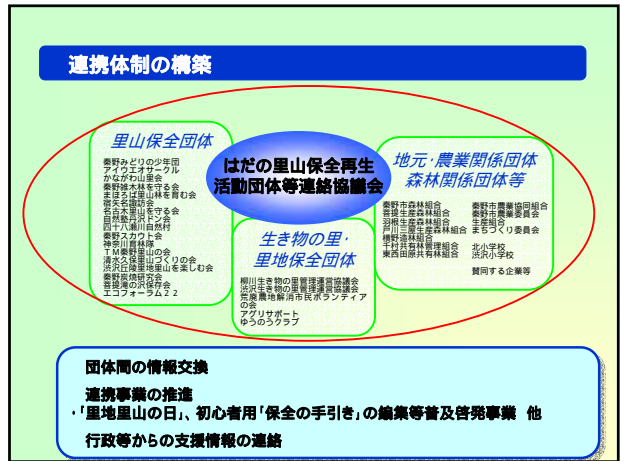 連携体制の構築
里山保全団体
秦野みどりの少年団
アイウエオサークル
かながわ山里会
秦野雑木林を守る会
まほろば里山林を育む会
宿矢名諏訪会
名古木里山を守る会
自然塾丹沢ドン会
四十八瀬川自然村
秦野スカウト会
神奈川育林隊
TM秦野里山の会
清水久保里山づくりの会
渋沢丘陵里地里山を楽しむ会
秦野炭焼研究会
菩提滝の沢保存会
エコフォーラム22
はだの里山保全再生
活動団体等連絡協議会
生き物の里・
里地保全団体
柳川生き物の里管理運営協議会
渋沢生き物の里管理運営協議会
荒廃農地解消市民ボランティア
の会
アグリサポート
ゆうのうクラブ
地元・農業関係団体
森林関係団体等
秦野市森林組合
菩提生産森林組合
羽根生産森林組合
戸川三屋生産森林組合
横野造林組合
千村共有林管理組合
東西田原共有林組合
秦野市農業協同組合
秦野市農業委員会
生産組合
まちづくり委員会
北小学校
渋沢小学校
賛同する企業等
団体間の情報交換
連携事業の推進
・「里地里山の日」、初心者用「保全の手引き」の編集等普及啓発事業 他
行政等からの支援情報の連絡